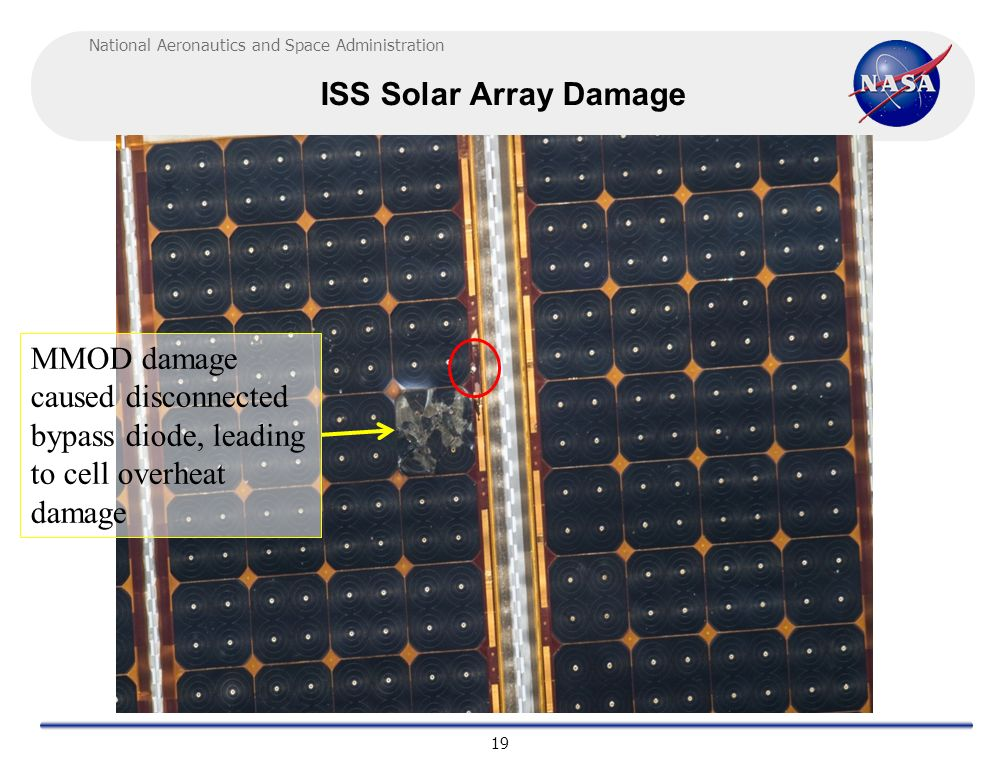 National Aeronautics and Space Administration
NASA
ISS Solar Array Damage
MMOD damage
caused disconnected
bypass diode, leading
to cell overheat
damage
19